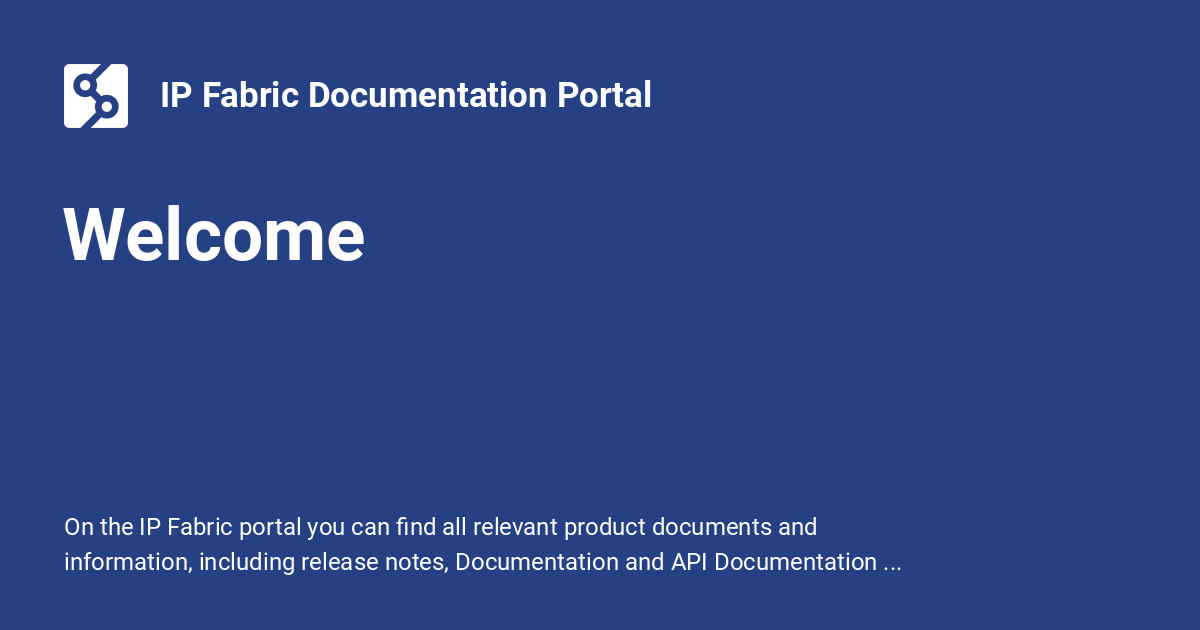 IP Fabric Documentation Portal
Welcome
On the IP Fabric portal you can find all relevant product documents and
information, including release notes, Documentation and API Documentation ...